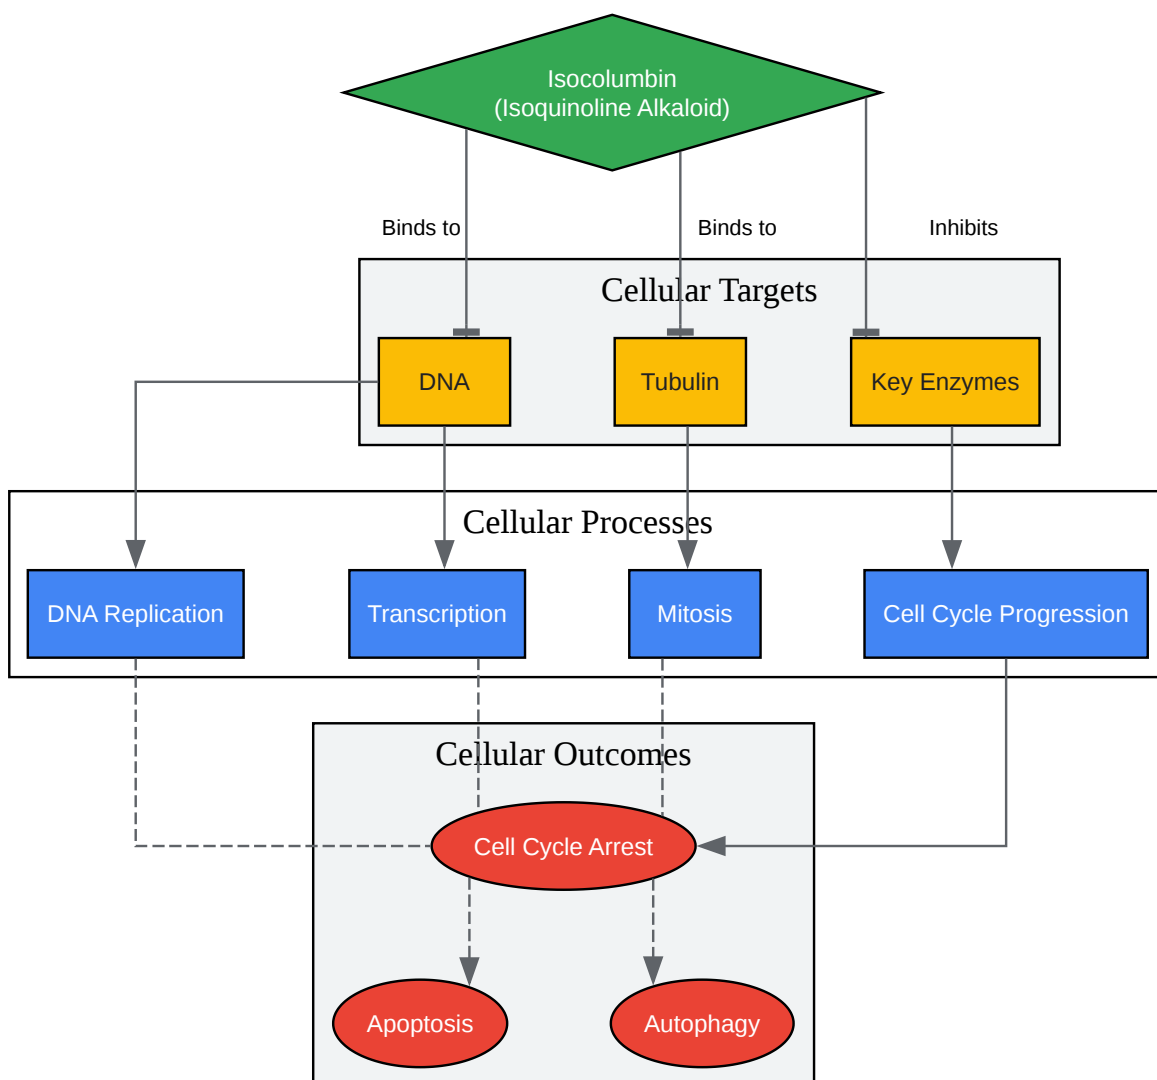 Isocolumbin
(Isoquinoline Alkaloid)
Binds to
Binds to
Inhibits
Cellular Targets
DNA
Tubulin
Key Enzymes
Cellular Processes
DNA Replication
Transcription
Mitosis
Cell Cycle Progression
Cellular Outcomes
Cell Cycle Arrest
Apoptosis
Autophagy